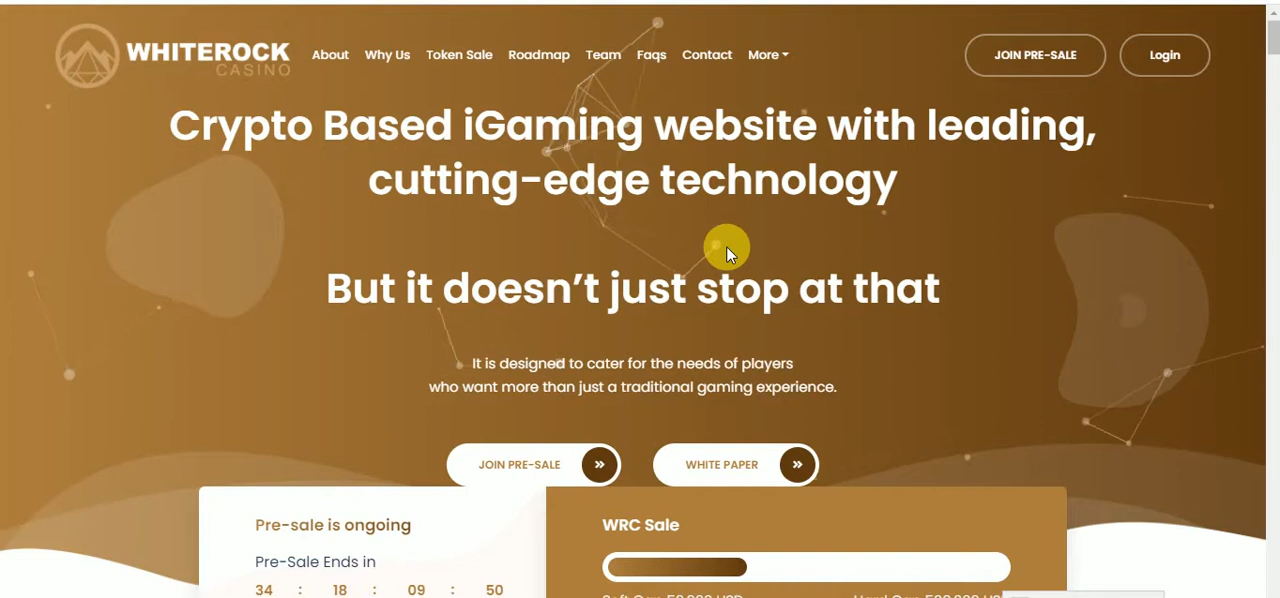 WHITEROCK
CASINO
About Why Us Token Sale Roadmap Team Faqs Contact More JOIN PRE-SALE Login
Crypto Based iGaming website with leading,
cutting-edge technology
But it doesn’t just stop at that
It is designed to cater for the needs of players
who want more than just a traditional gaming experience.
JOIN PRE-SALE » WHITE PAPER »
Pre-sale is ongoing
WRC Sale
Pre-Sale Ends in
34 : 18 : 09 : 50